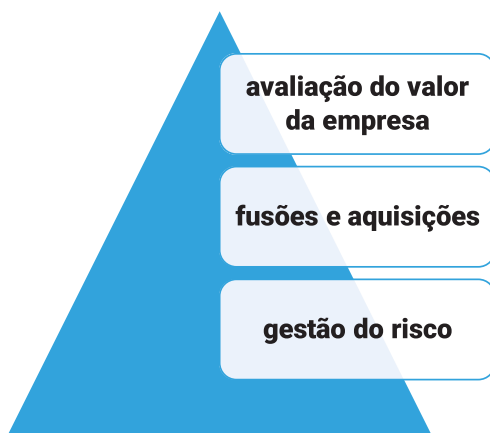 avaliação do valor
da empresa
fusões e aquisições
gestão do risco